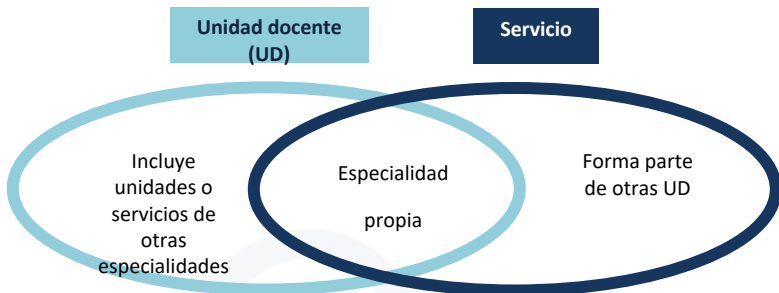 Unidad docente
(UD)
Servicio
Incluye
unidades o
servicios de
otras
especialidades
Especialidad
propia
Forma parte
de otras UD